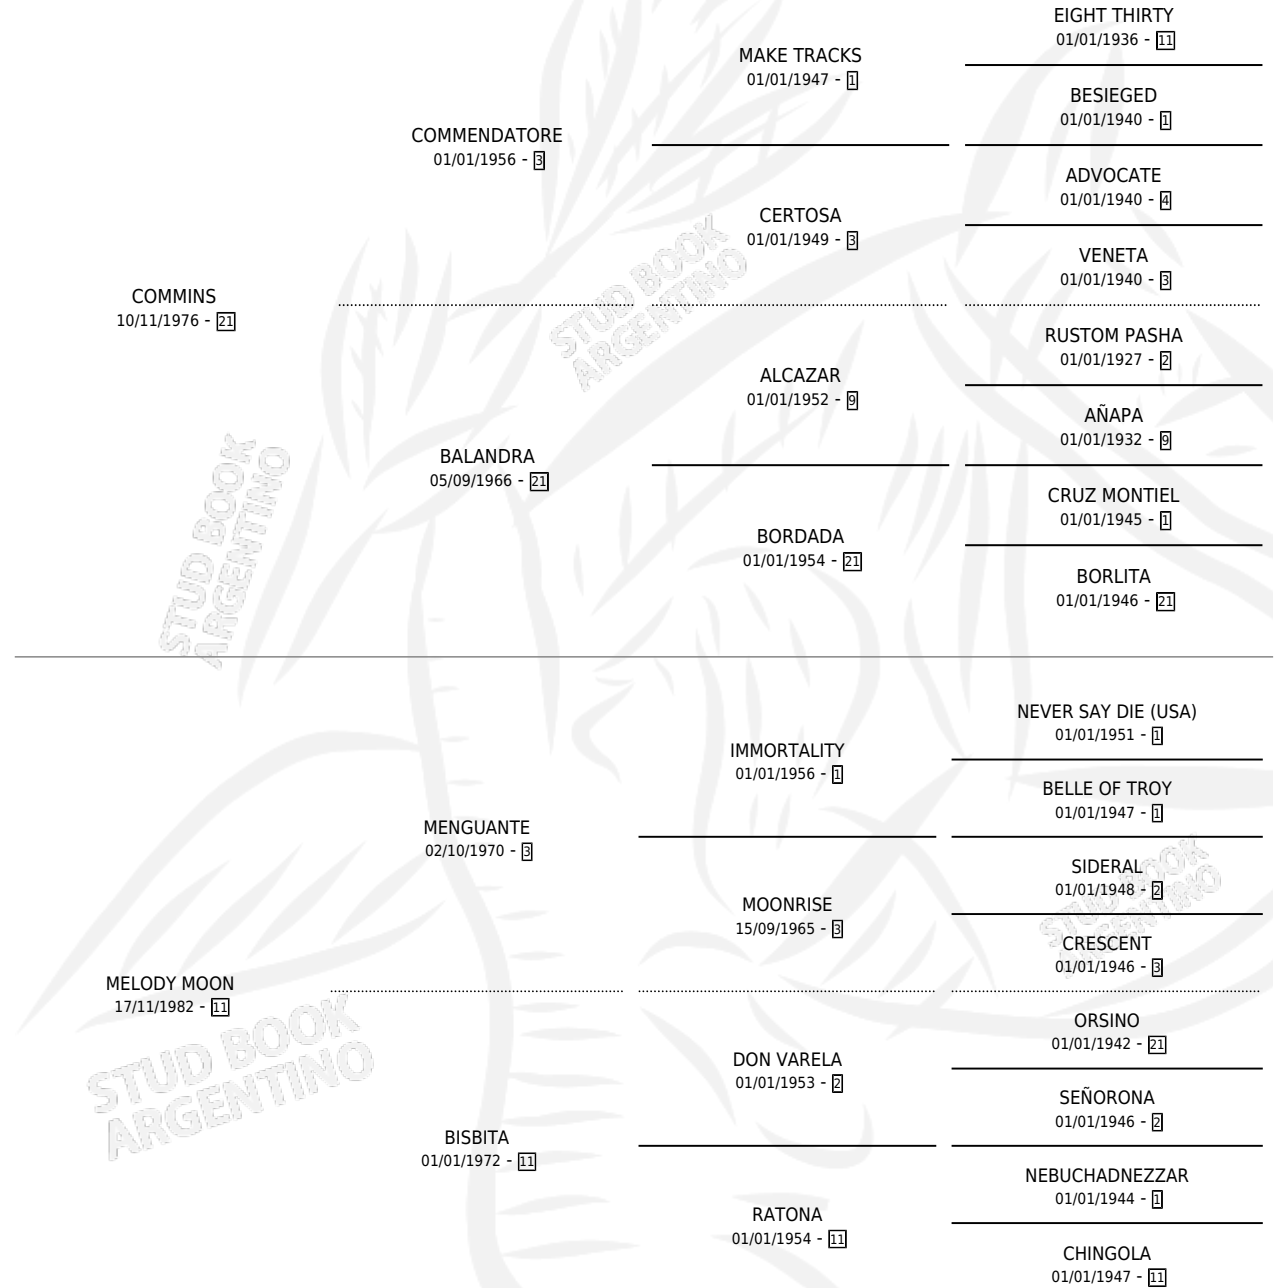 EIGHT THIRTY
01/01/1936 - 11
MAKE TRACKS
01/01/1947 - 1
BESIEGED
01/01/1940 - 1
COMMENDATORE
01/01/1956 - 3
ADVOCATE
01/01/1940 - 4
CERTOSA
01/01/1949 - 3
VENETA
01/01/1940 - 3
COMMINS
10/11/1976 - 21
STUD BOOK
ARGENTINO
RUSTOM PASHA
01/01/1927 - 2
ALCAZAR
01/01/1952 - 9
AÑAPA
01/01/1932 - 9
BALANDRA
05/09/1966 - 21
CRUZ MONTIEL
01/01/1945 - 1
BORDADA
01/01/1954 - 21
BORLITA
01/01/1946 - 21
STUD BOOK
ARGENTINO
NEVER SAY DIE (USA)
01/01/1951 - 1
IMMORTALITY
01/01/1956 - 1
BELLE OF TROY
01/01/1947 - 1
MENGUANTE
02/10/1970 - 3
SIDERAL
01/01/1948 - 2
MOONRISE
15/09/1965 - 3
STUD BOOK
ARGENTINO
CRESCENT
01/01/1946 - 3
MELODY MOON
17/11/1982 - 11
STUD BOOK
ARGENTINO
ORSINO
01/01/1942 - 21
DON VARELA
01/01/1953 - 2
SEÑORONA
01/01/1946 - 2
BISBITA
01/01/1972 - 11
NEBUCHADNEZZAR
01/01/1944 - 1
RATONA
01/01/1954 - 11
CHINGOLA
01/01/1947 - 11